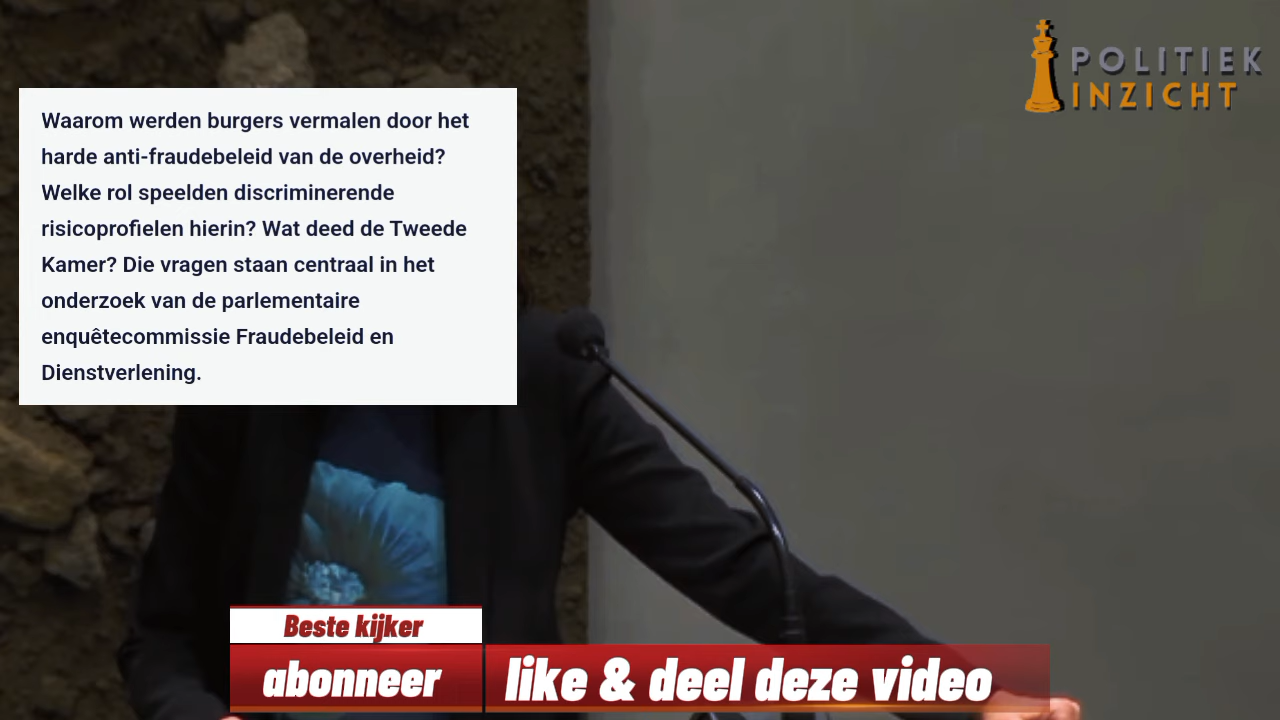 POLITIEK
INZICHT
Waarom werden burgers vermalen door het
harde anti-fraudebeleid van de overheid?
Welke rol speelden discriminerende
risicoprofielen hierin? Wat deed de Tweede
Kamer? Die vragen staan centraal in het
onderzoek van de parlementaire
enquêtecommissie Fraudebeleid en
Dienstverlening.
Beste kijker
abonneer
like & deel deze video